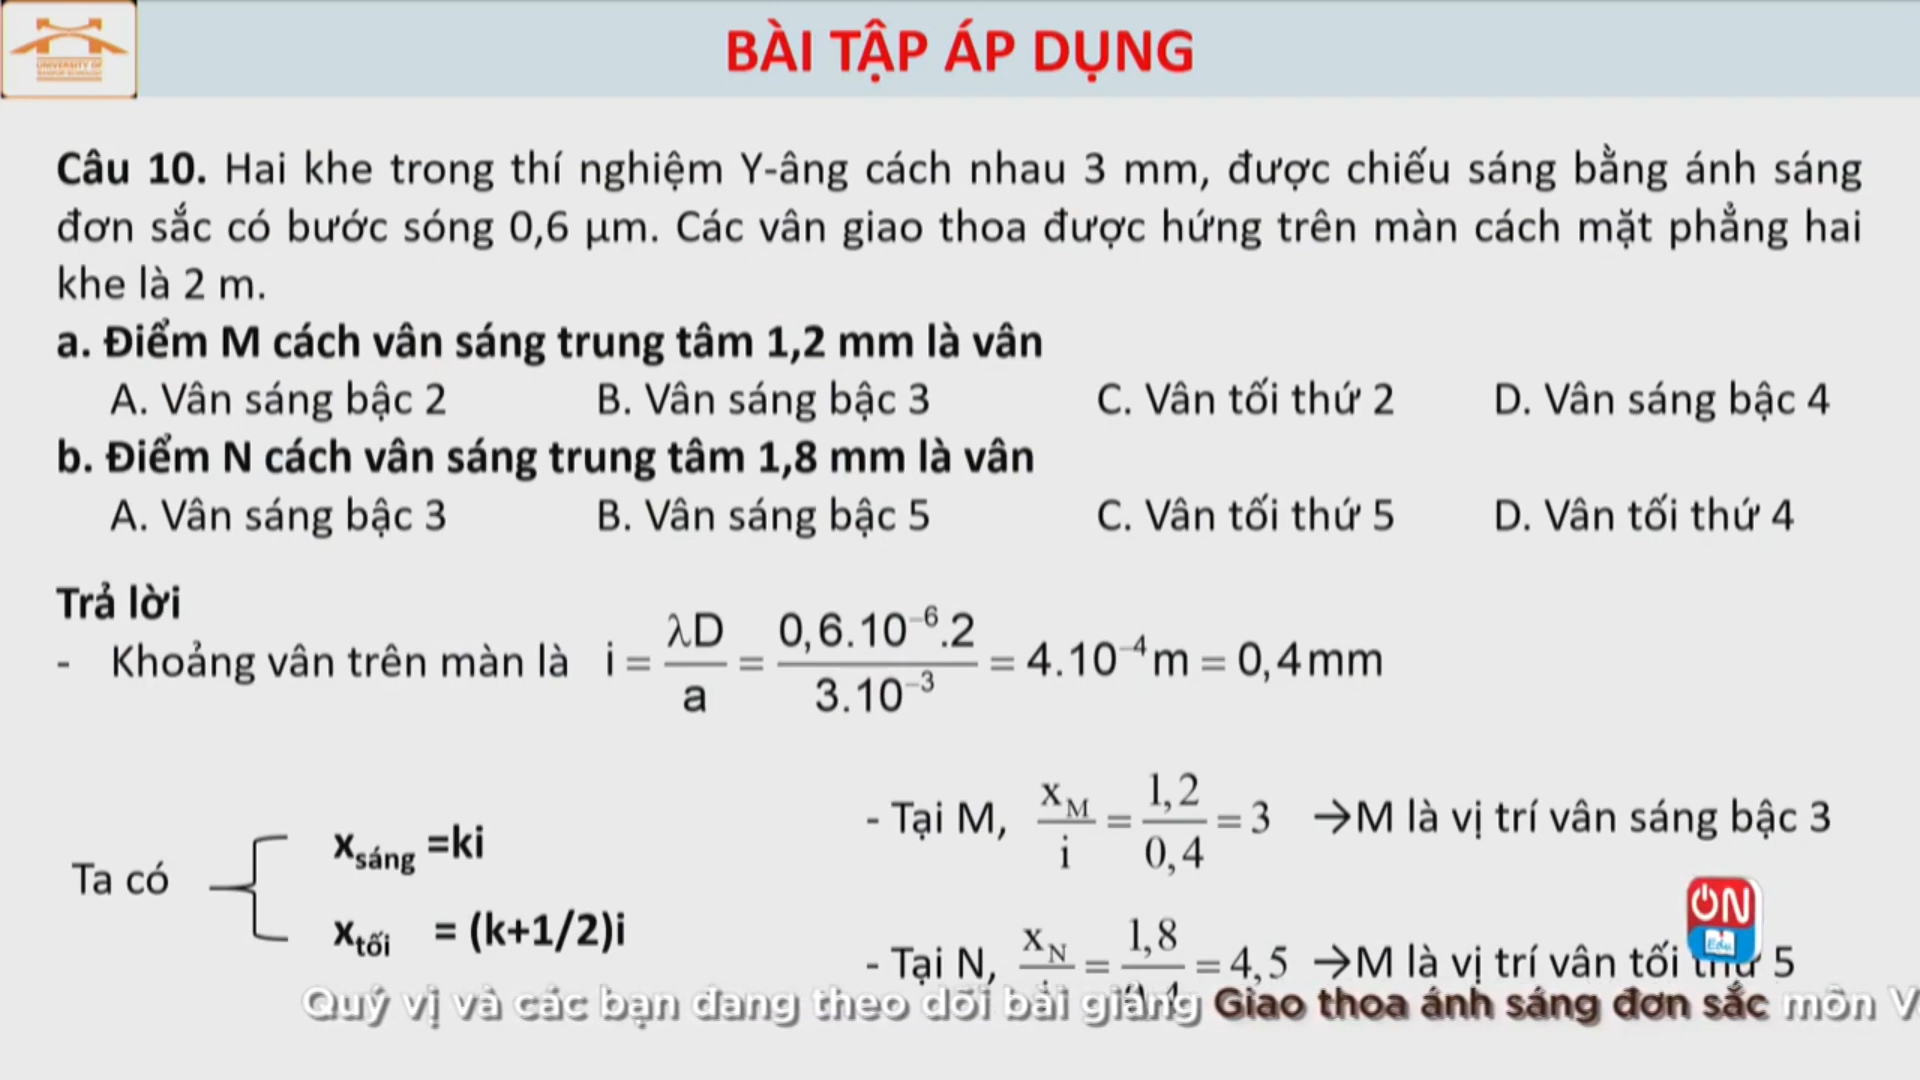 UNIVERSITY OF
BÀI TẬP ÁP DỤNG
Câu 10. Hai khe trong thí nghiệm Y-âng cách nhau 3 mm, được chiếu sáng bằng ánh sáng
đơn sắc có bước sóng 0,6 μm. Các vân giao thoa được hứng trên màn cách mặt phẳng hai
khe là 2 m.
a. Điểm M cách vân sáng trung tâm 1,2 mm là vân
A. Vân sáng bậc 2 B. Vân sáng bậc 3 C. Vân tối thứ 2 D. Vân sáng bậc 4
b. Điểm N cách vân sáng trung tâm 1,8 mm là vân
A. Vân sáng bậc 3 B. Vân sáng bậc 5 C. Vân tối thứ 5 D. Vân tối thứ 4
Trả lời
- Khoảng vân trên màn là i = λD/a = 0,6.10⁻⁶.2/3.10⁻³ = 4.10⁻⁴m = 0,4mm
Ta có
x_sáng =ki
x_tối = (k+1/2)i
- Tại M, x_M/i = 1,2/0,4 = 3 →M là vị trí vân sáng bậc 3
- Tại N, x_N/i = 1,8/0,4 = 4,5 →M là vị trí vân tối thứ 5
ON
Edu
Quý vị và các bạn đang theo dõi bài giảng Giao thoa ánh sáng đơn sắc môn